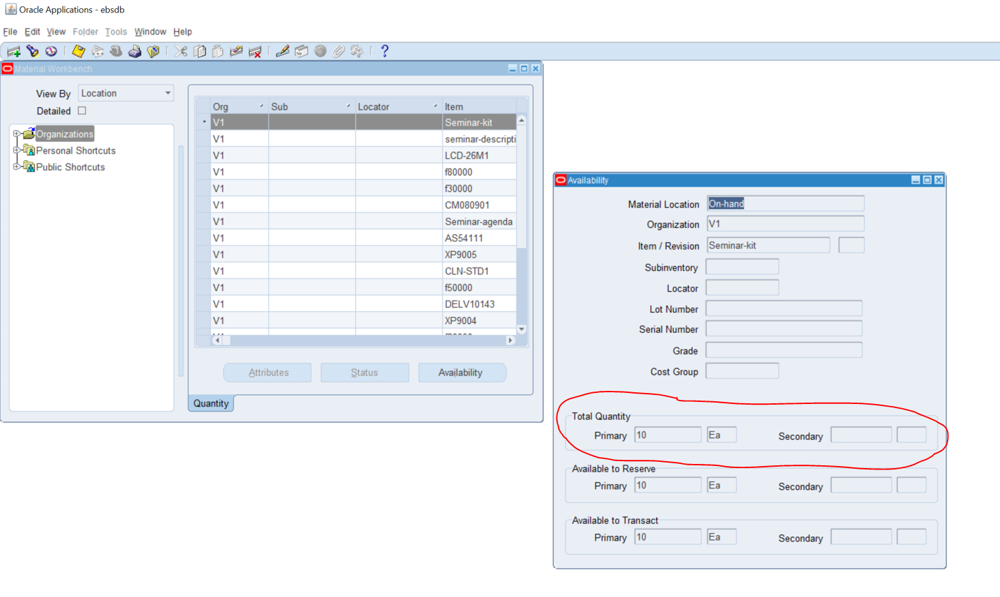 Oracle Applications - ebsdb
File Edit View Folder Tools Window Help
Material Workbench
View By Location
Detailed
Organizations
Personal Shortcuts
Public Shortcuts
Org Sub Locator Item
V1 Seminar-kit
V1 seminar-descripti
V1 LCD-26M1
V1 f80000
V1 f30000
V1 CM080901
V1 Seminar-agenda
V1 AS54111
V1 XP9005
V1 CLN-STD1
V1 f50000
V1 DELV10143
V1 XP9004
Attributes Status Availability
Quantity
Availability
Material Location On-hand
Organization V1
Item / Revision Seminar-kit
Subinventory
Locator
Lot Number
Serial Number
Grade
Cost Group
Total Quantity
Primary 10 Ea Secondary
Available to Reserve
Primary 10 Ea Secondary
Available to Transact
Primary 10 Ea Secondary